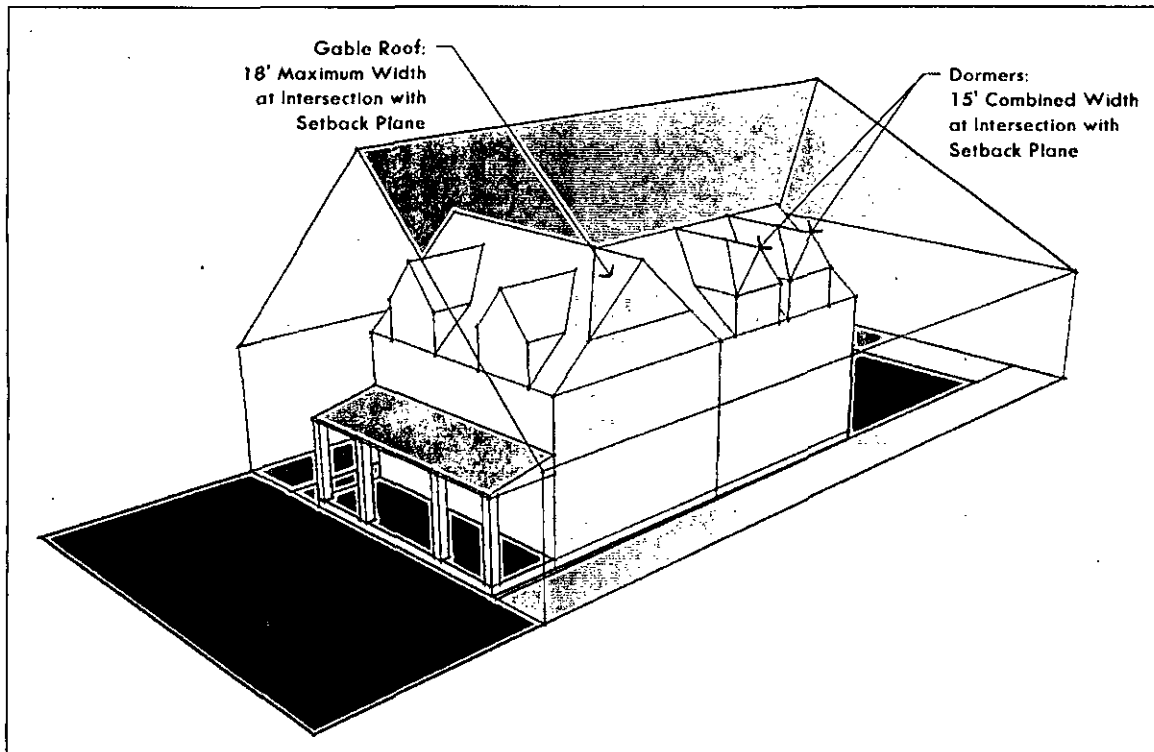 Gable Roof:
18' Maximum Width
at Intersection with
Setback Plane
Dormers:
15' Combined Width
at Intersection with
Setback Plane